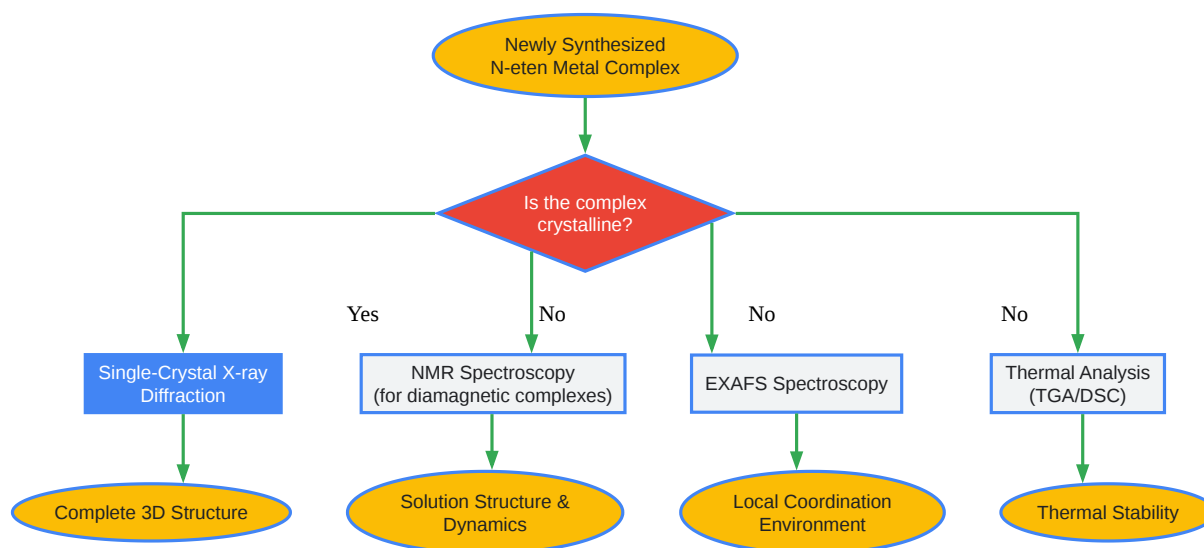 Newly Synthesized
N-eten Metal Complex
Is the complex
crystalline?
Yes
No
No
No
Single-Crystal X-ray
Diffraction
NMR Spectroscopy
(for diamagnetic complexes)
EXAFS Spectroscopy
Thermal Analysis
(TGA/DSC)
Complete 3D Structure
Solution Structure &
Dynamics
Local Coordination
Environment
Thermal Stability